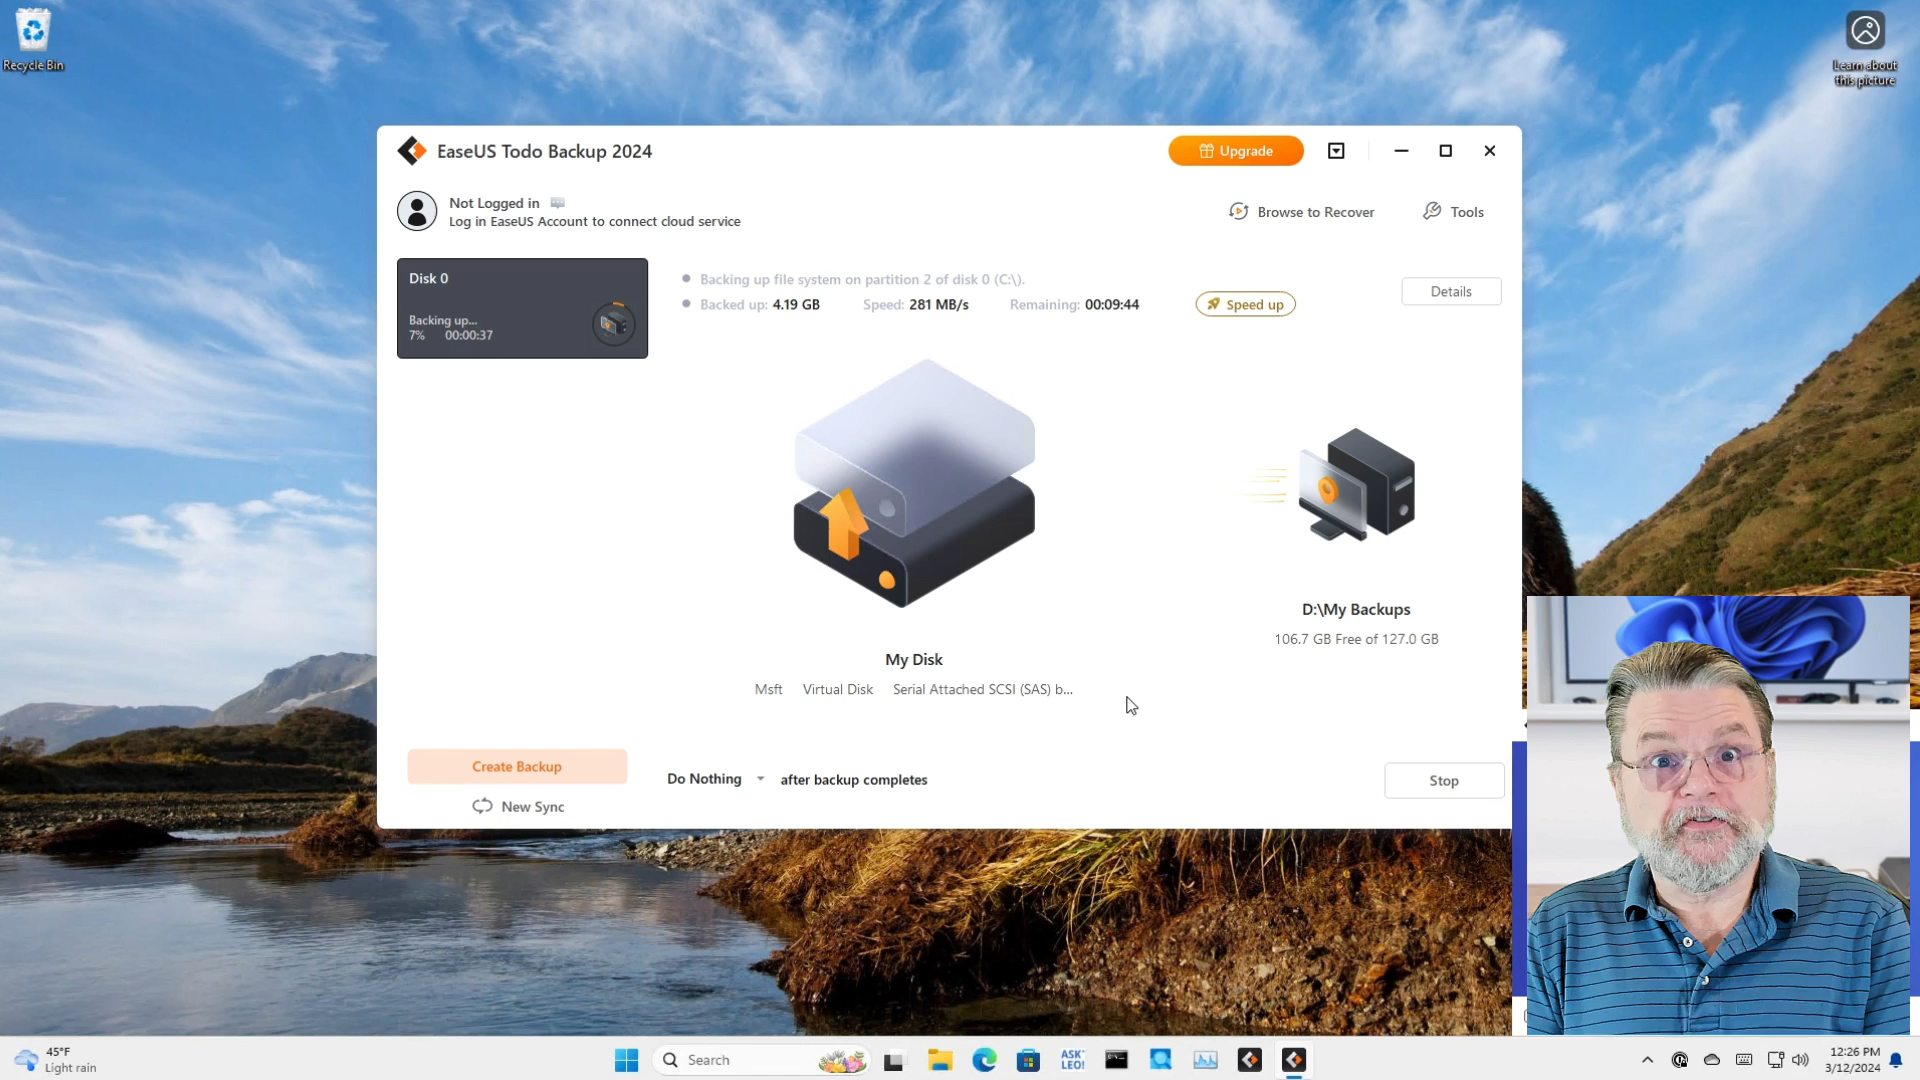 Recycle Bin
Learn about
this picture
EaseUS Todo Backup 2024
Upgrade
Not Logged in
Log in EaseUS Account to connect cloud service
Browse to Recover
Tools
Disk 0
Backing up...
7% 00:00:37
Backing up file system on partition 2 of disk 0 (C:\).
Backed up: 4.19 GB Speed: 281 MB/s Remaining: 00:09:44
Speed up
Details
D:\My Backups
106.7 GB Free of 127.0 GB
My Disk
Msft Virtual Disk Serial Attached SCSI (SAS) b...
Create Backup
New Sync
Do Nothing after backup completes
Stop
45°F
Light rain
Search
ASK
LEO!
12:26 PM
3/12/2024